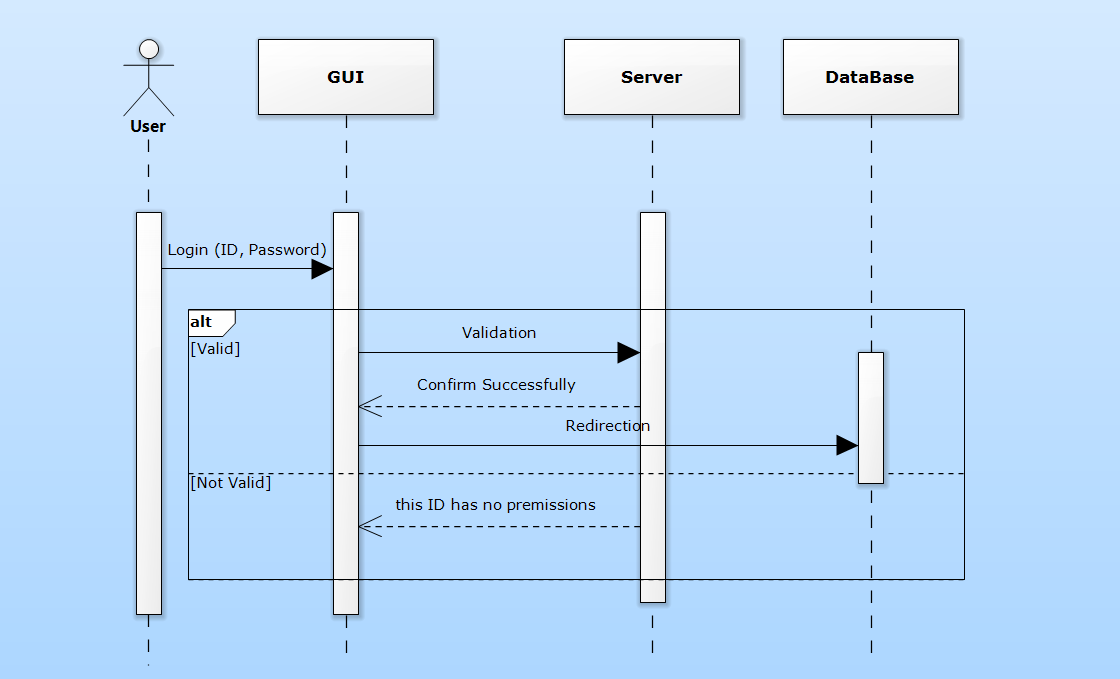 User
GUI
Server
DataBase
Login (ID, Password)
alt
[Valid]
Validation
Confirm Successfully
Redirection
[Not Valid]
this ID has no premissions